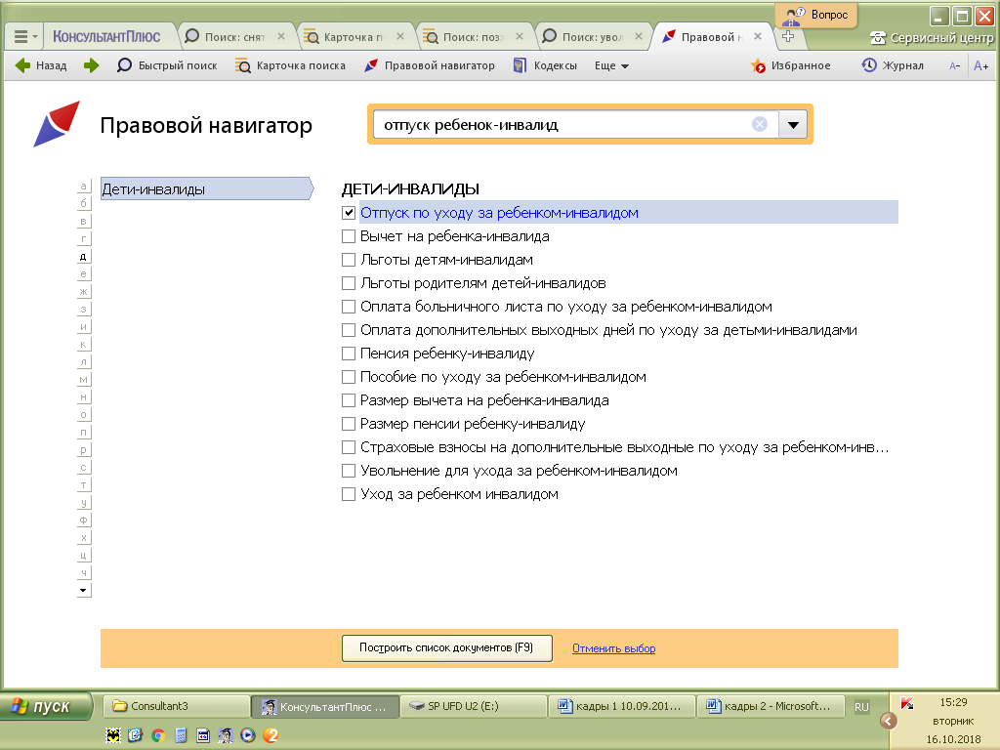 Вопрос
КонсультантПлюс
Поиск: снят
Карточка п
Поиск: поз
Поиск: увол
Правовой н
Сервисный центр
Назад
Быстрый поиск
Карточка поиска
Правовой навигатор
Кодексы
Еще
Избранное
Журнал
A-
A+
Правовой навигатор
отпуск ребенок-инвалид
а
б
в
г
д
е
ж
з
и
к
л
м
н
о
п
р
с
т
у
ф
х
ц
ч
Дети-инвалиды
ДЕТИ-ИНВАЛИДЫ
Отпуск по уходу за ребенком-инвалидом
Вычет на ребенка-инвалида
Льготы детям-инвалидам
Льготы родителям детей-инвалидов
Оплата больничного листа по уходу за ребенком-инвалидом
Оплата дополнительных выходных дней по уходу за детьми-инвалидами
Пенсия ребенку-инвалиду
Пособие по уходу за ребенком-инвалидом
Размер вычета на ребенка-инвалида
Размер пенсии ребенку-инвалиду
Страховые взносы на дополнительные выходные по уходу за ребенком-инв...
Увольнение для ухода за ребенком-инвалидом
Уход за ребенком инвалидом
Построить список документов (F9)
Отменить выбор
пуск
Consultant3
КонсультантПлюс ...
SP UFD U2 (E:)
кадры 1 10.09.201...
кадры 2 - Microsoft...
RU
15:29
вторник
16.10.2018